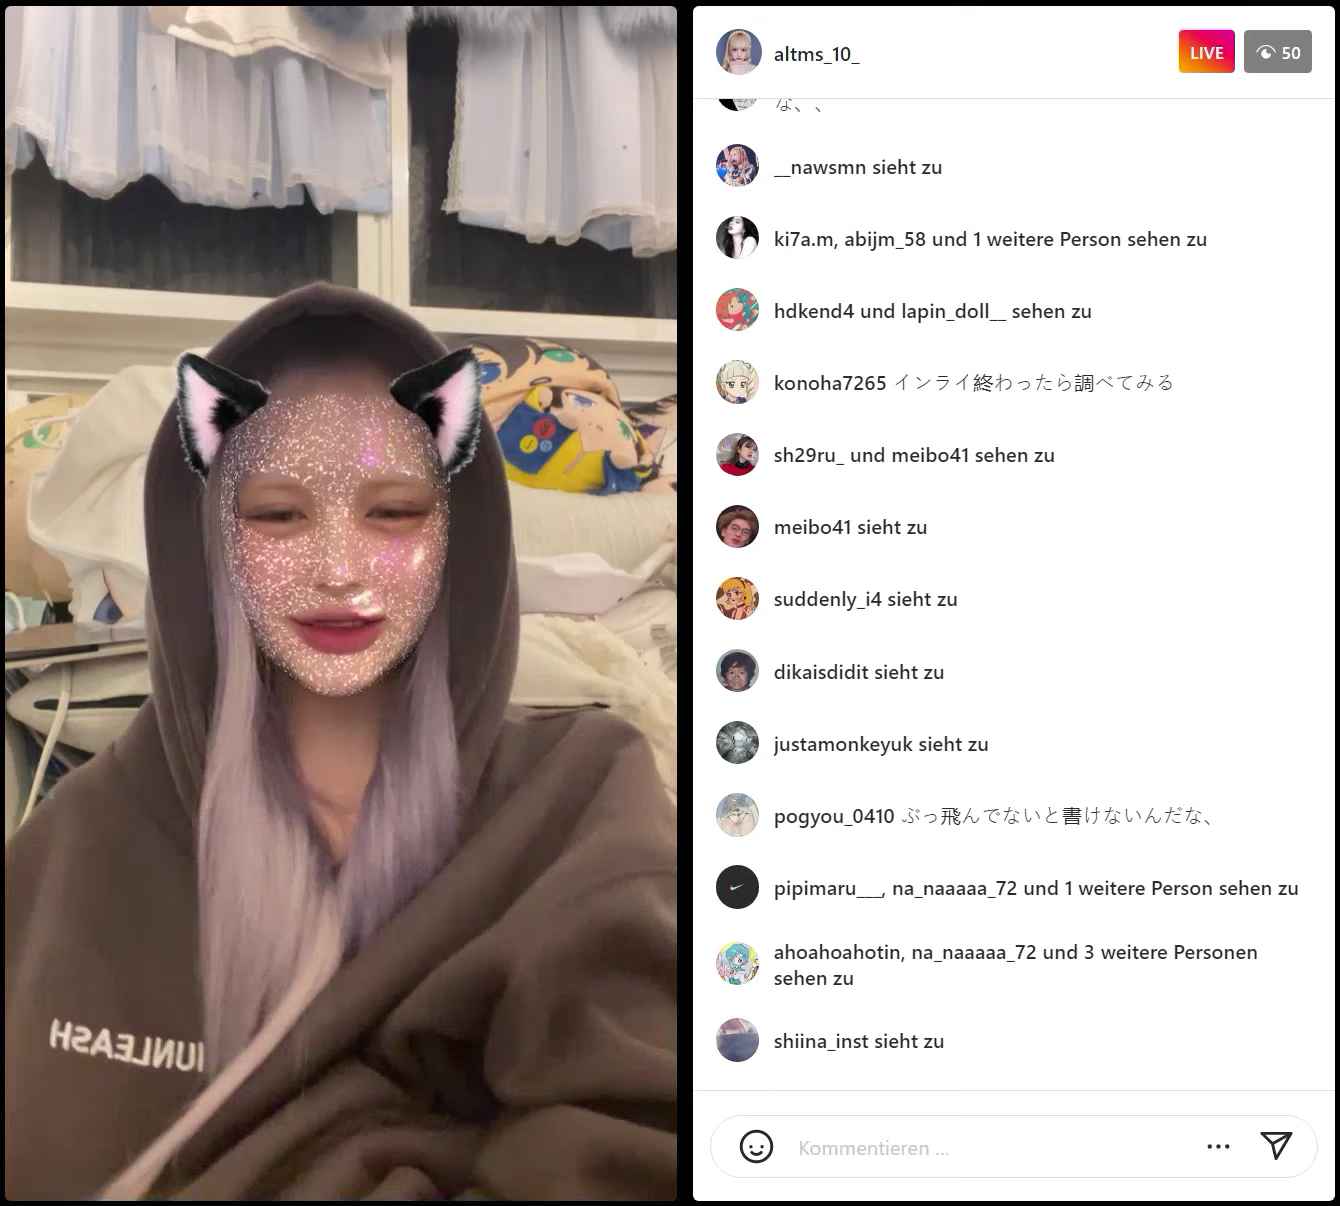 altms_10_
LIVE
50
な、、
__nawsmn sieht zu
ki7a.m, abijm_58 und 1 weitere Person sehen zu
hdkend4 und lapin_doll__ sehen zu
konoha7265 インライ終わったら調べてみる
sh29ru_ und meibo41 sehen zu
meibo41 sieht zu
suddenly_i4 sieht zu
dikaisdidit sieht zu
justamonkeyuk sieht zu
pogyou_0410 ぶっ飛んでないと書けないんだな、
pipimaru___, na_naaaaa_72 und 1 weitere Person sehen zu
ahoahoahotin, na_naaaaa_72 und 3 weitere Personen
sehen zu
shiina_inst sieht zu
Kommentieren ...
UNLEASH